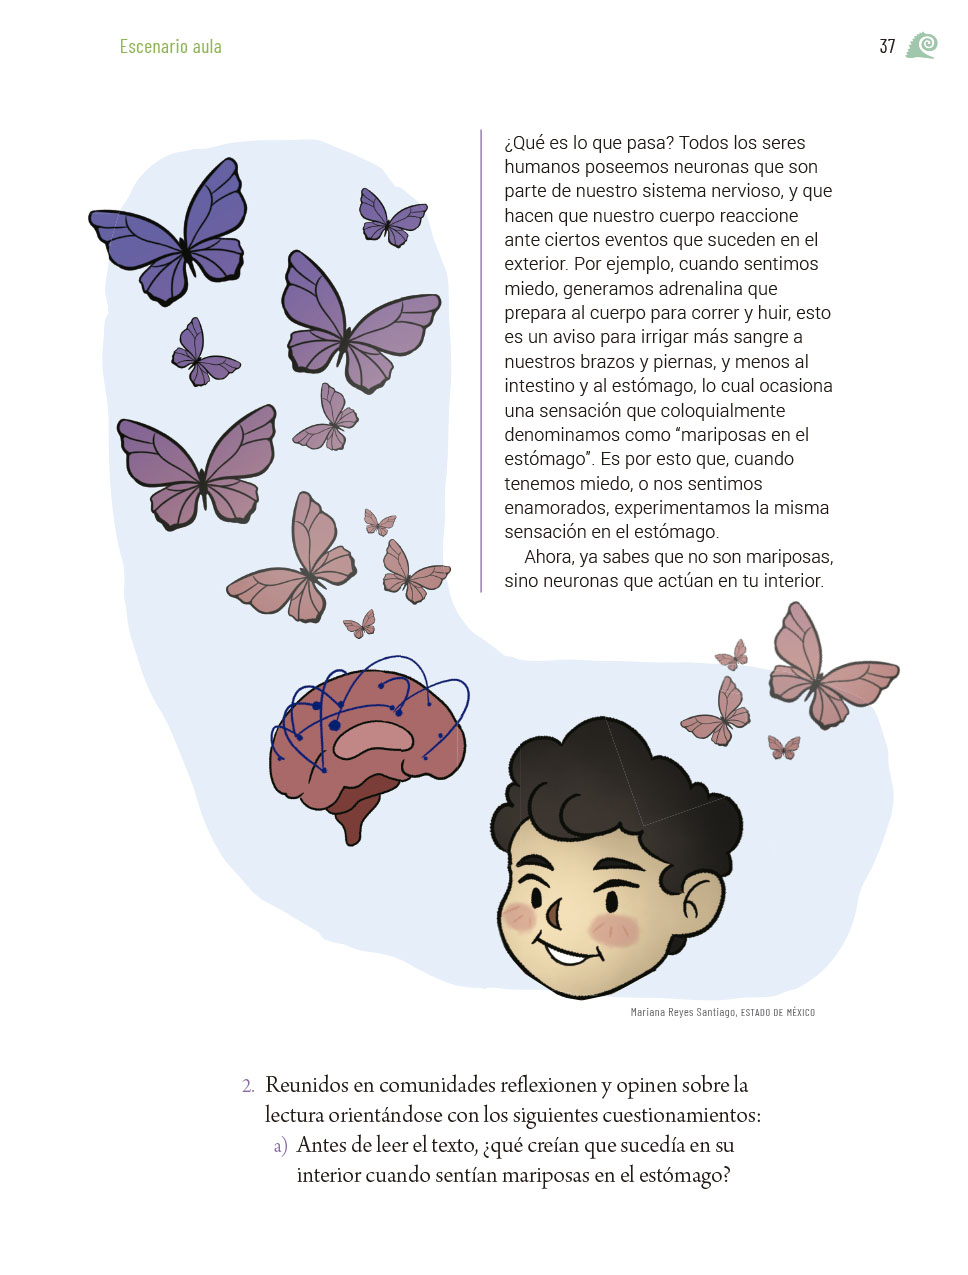 Escenario aula
37
¿Qué es lo que pasa? Todos los seres
humanos poseemos neuronas que son
parte de nuestro sistema nervioso, y que
hacen que nuestro cuerpo reaccione
ante ciertos eventos que suceden en el
exterior. Por ejemplo, cuando sentimos
miedo, generamos adrenalina que
prepara al cuerpo para correr y huir, esto
es un aviso para irrigar más sangre a
nuestros brazos y piernas, y menos al
intestino y al estómago, lo cual ocasiona
una sensación que coloquialmente
denominamos como “mariposas en el
estómago”. Es por esto que, cuando
tenemos miedo, o nos sentimos
enamorados, experimentamos la misma
sensación en el estómago.
Ahora, ya sabes que no son mariposas,
sino neuronas que actúan en tu interior.
Mariana Reyes Santiago, ESTADO DE MÉXICO
2. Reunidos en comunidades reflexionen y opinen sobre la
lectura orientándose con los siguientes cuestionamientos:
a) Antes de leer el texto, ¿qué creían que sucedía en su
interior cuando sentían mariposas en el estómago?